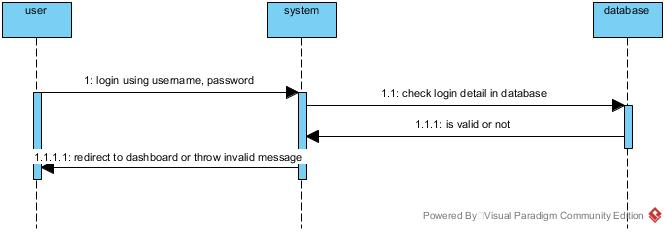 user
system
database
1: login using username, password
1.1: check login detail in database
1.1.1: is valid or not
1.1.1.1: redirect to dashboard or throw invalid message
Powered By Visual Paradigm Community Edition